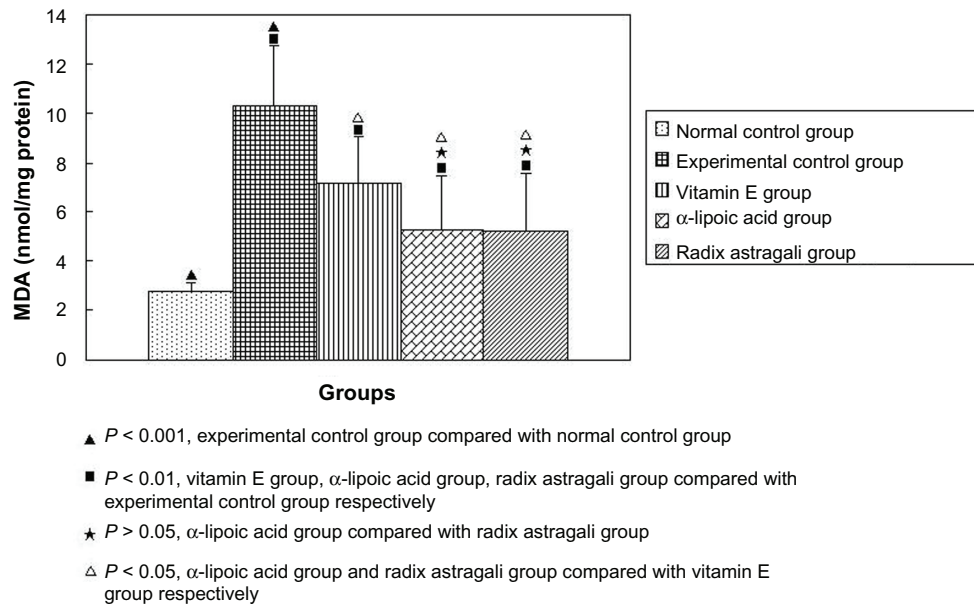 14
12
10
8
6
4
2
0
MDA (nmol/mg protein)
Groups
Normal control group
Experimental control group
Vitamin E group
α-lipoic acid group
Radix astragali group
▲ P < 0.001, experimental control group compared with normal control group
■ P < 0.01, vitamin E group, α-lipoic acid group, radix astragali group compared with
experimental control group respectively
★ P > 0.05, α-lipoic acid group compared with radix astragali group
△ P < 0.05, α-lipoic acid group and radix astragali group compared with vitamin E
group respectively